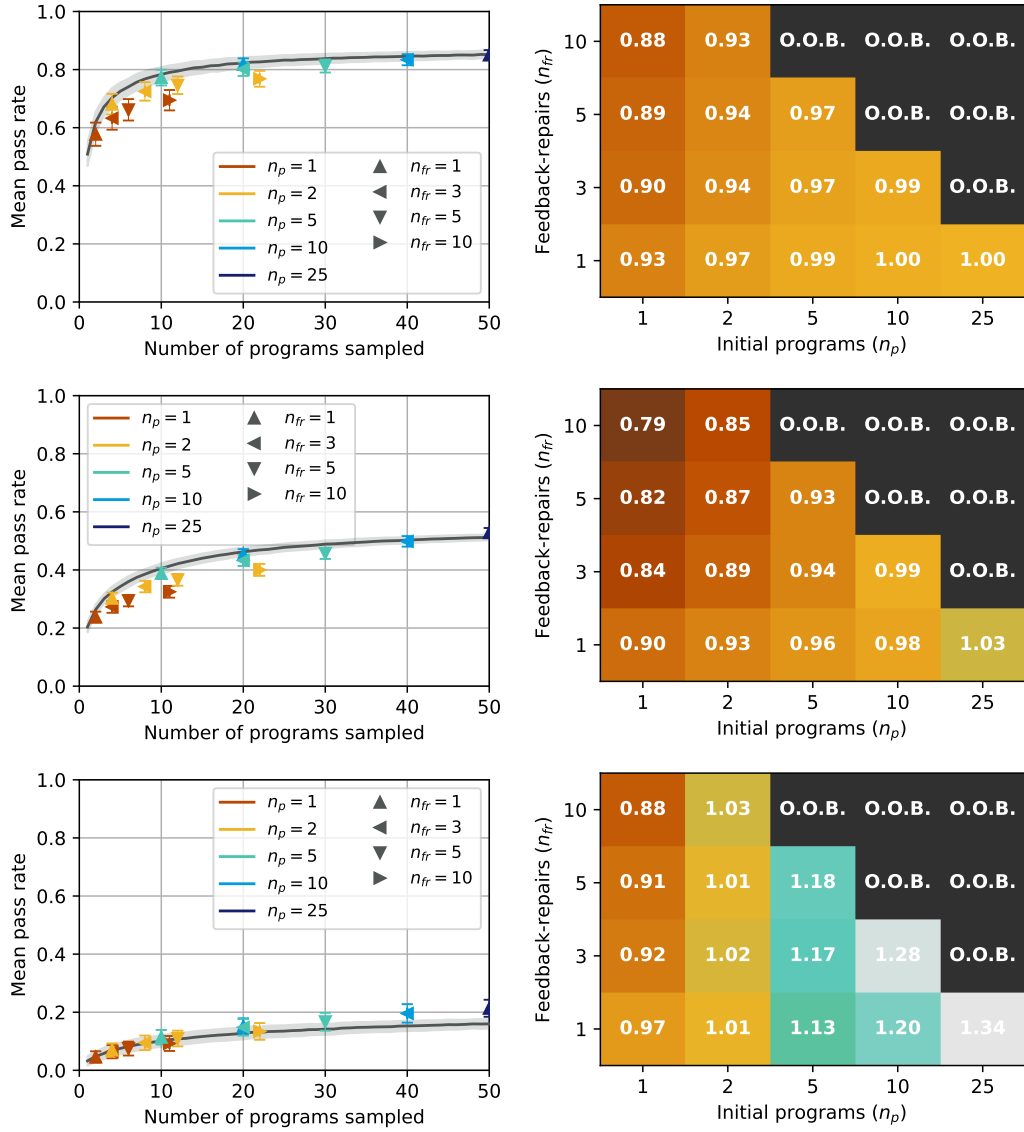 1.0
0.8
0.6
0.4
0.2
0.0
Mean pass rate
0 10 20 30 40 50
Number of programs sampled
n_p = 1
n_p = 2
n_p = 5
n_p = 10
n_p = 25
n_fr = 1
n_fr = 3
n_fr = 5
n_fr = 10
Feedback-repairs (n_fr)
10 0.88 0.93 O.O.B. O.O.B. O.O.B.
5 0.89 0.94 0.97 O.O.B. O.O.B.
3 0.90 0.94 0.97 0.99 O.O.B.
1 0.93 0.97 0.99 1.00 1.00
1 2 5 10 25
Initial programs (n_p)
1.0
0.8
0.6
0.4
0.2
0.0
Mean pass rate
0 10 20 30 40 50
Number of programs sampled
n_p = 1
n_p = 2
n_p = 5
n_p = 10
n_p = 25
n_fr = 1
n_fr = 3
n_fr = 5
n_fr = 10
Feedback-repairs (n_fr)
10 0.79 0.85 O.O.B. O.O.B. O.O.B.
5 0.82 0.87 0.93 O.O.B. O.O.B.
3 0.84 0.89 0.94 0.99 O.O.B.
1 0.90 0.93 0.96 0.98 1.03
1 2 5 10 25
Initial programs (n_p)
1.0
0.8
0.6
0.4
0.2
0.0
Mean pass rate
0 10 20 30 40 50
Number of programs sampled
n_p = 1
n_p = 2
n_p = 5
n_p = 10
n_p = 25
n_fr = 1
n_fr = 3
n_fr = 5
n_fr = 10
Feedback-repairs (n_fr)
10 0.88 1.03 O.O.B. O.O.B. O.O.B.
5 0.91 1.01 1.18 O.O.B. O.O.B.
3 0.92 1.02 1.17 1.28 O.O.B.
1 0.97 1.01 1.13 1.20 1.34
1 2 5 10 25
Initial programs (n_p)